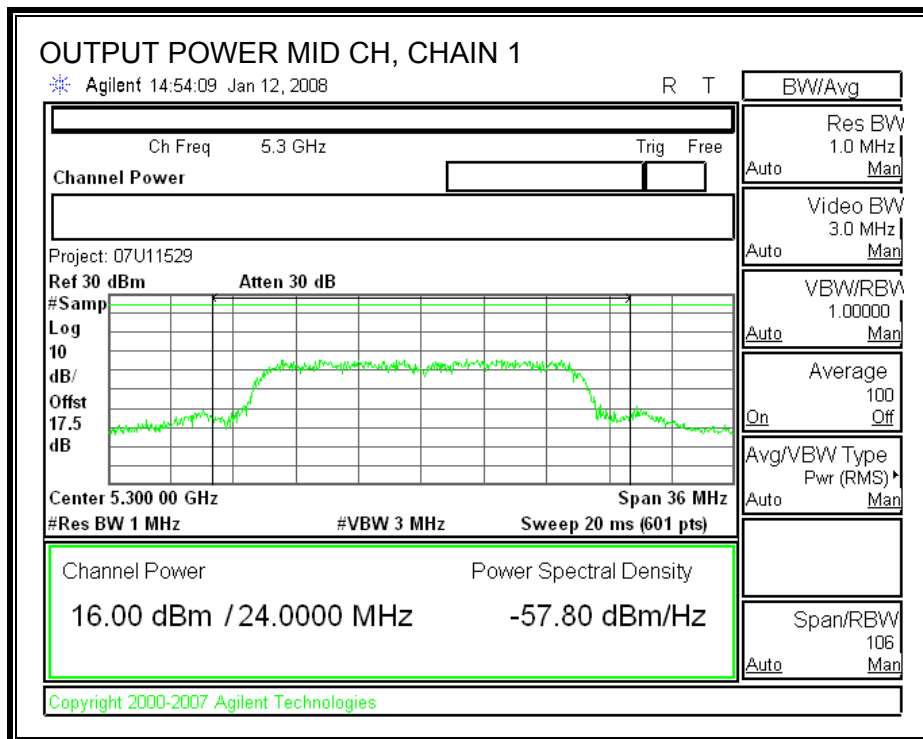 OUTPUT POWER MID CH, CHAIN 1
Agilent 14:54:09 Jan 12, 2008 R T
Ch Freq 5.3 GHz Trig Free
Channel Power
Project: 07U11529
Ref 30 dBm Atten 30 dB
#Samp
Log
10
dB/
Offst
17.5
dB
Center 5.300 00 GHz Span 36 MHz
#Res BW 1 MHz #VBW 3 MHz Sweep 20 ms (601 pts)
Channel Power Power Spectral Density
16.00 dBm / 24.0000 MHz -57.80 dBm/Hz
Copyright 2000-2007 Agilent Technologies
BW/Avg
Res BW
1.0 MHz
Auto Man
Video BW
3.0 MHz
Auto Man
VBW/RBW
1.00000
Auto Man
Average
100
On Off
Avg/VBW Type
Pwr (RMS)
Auto Man
Span/RBW
106
Auto Man